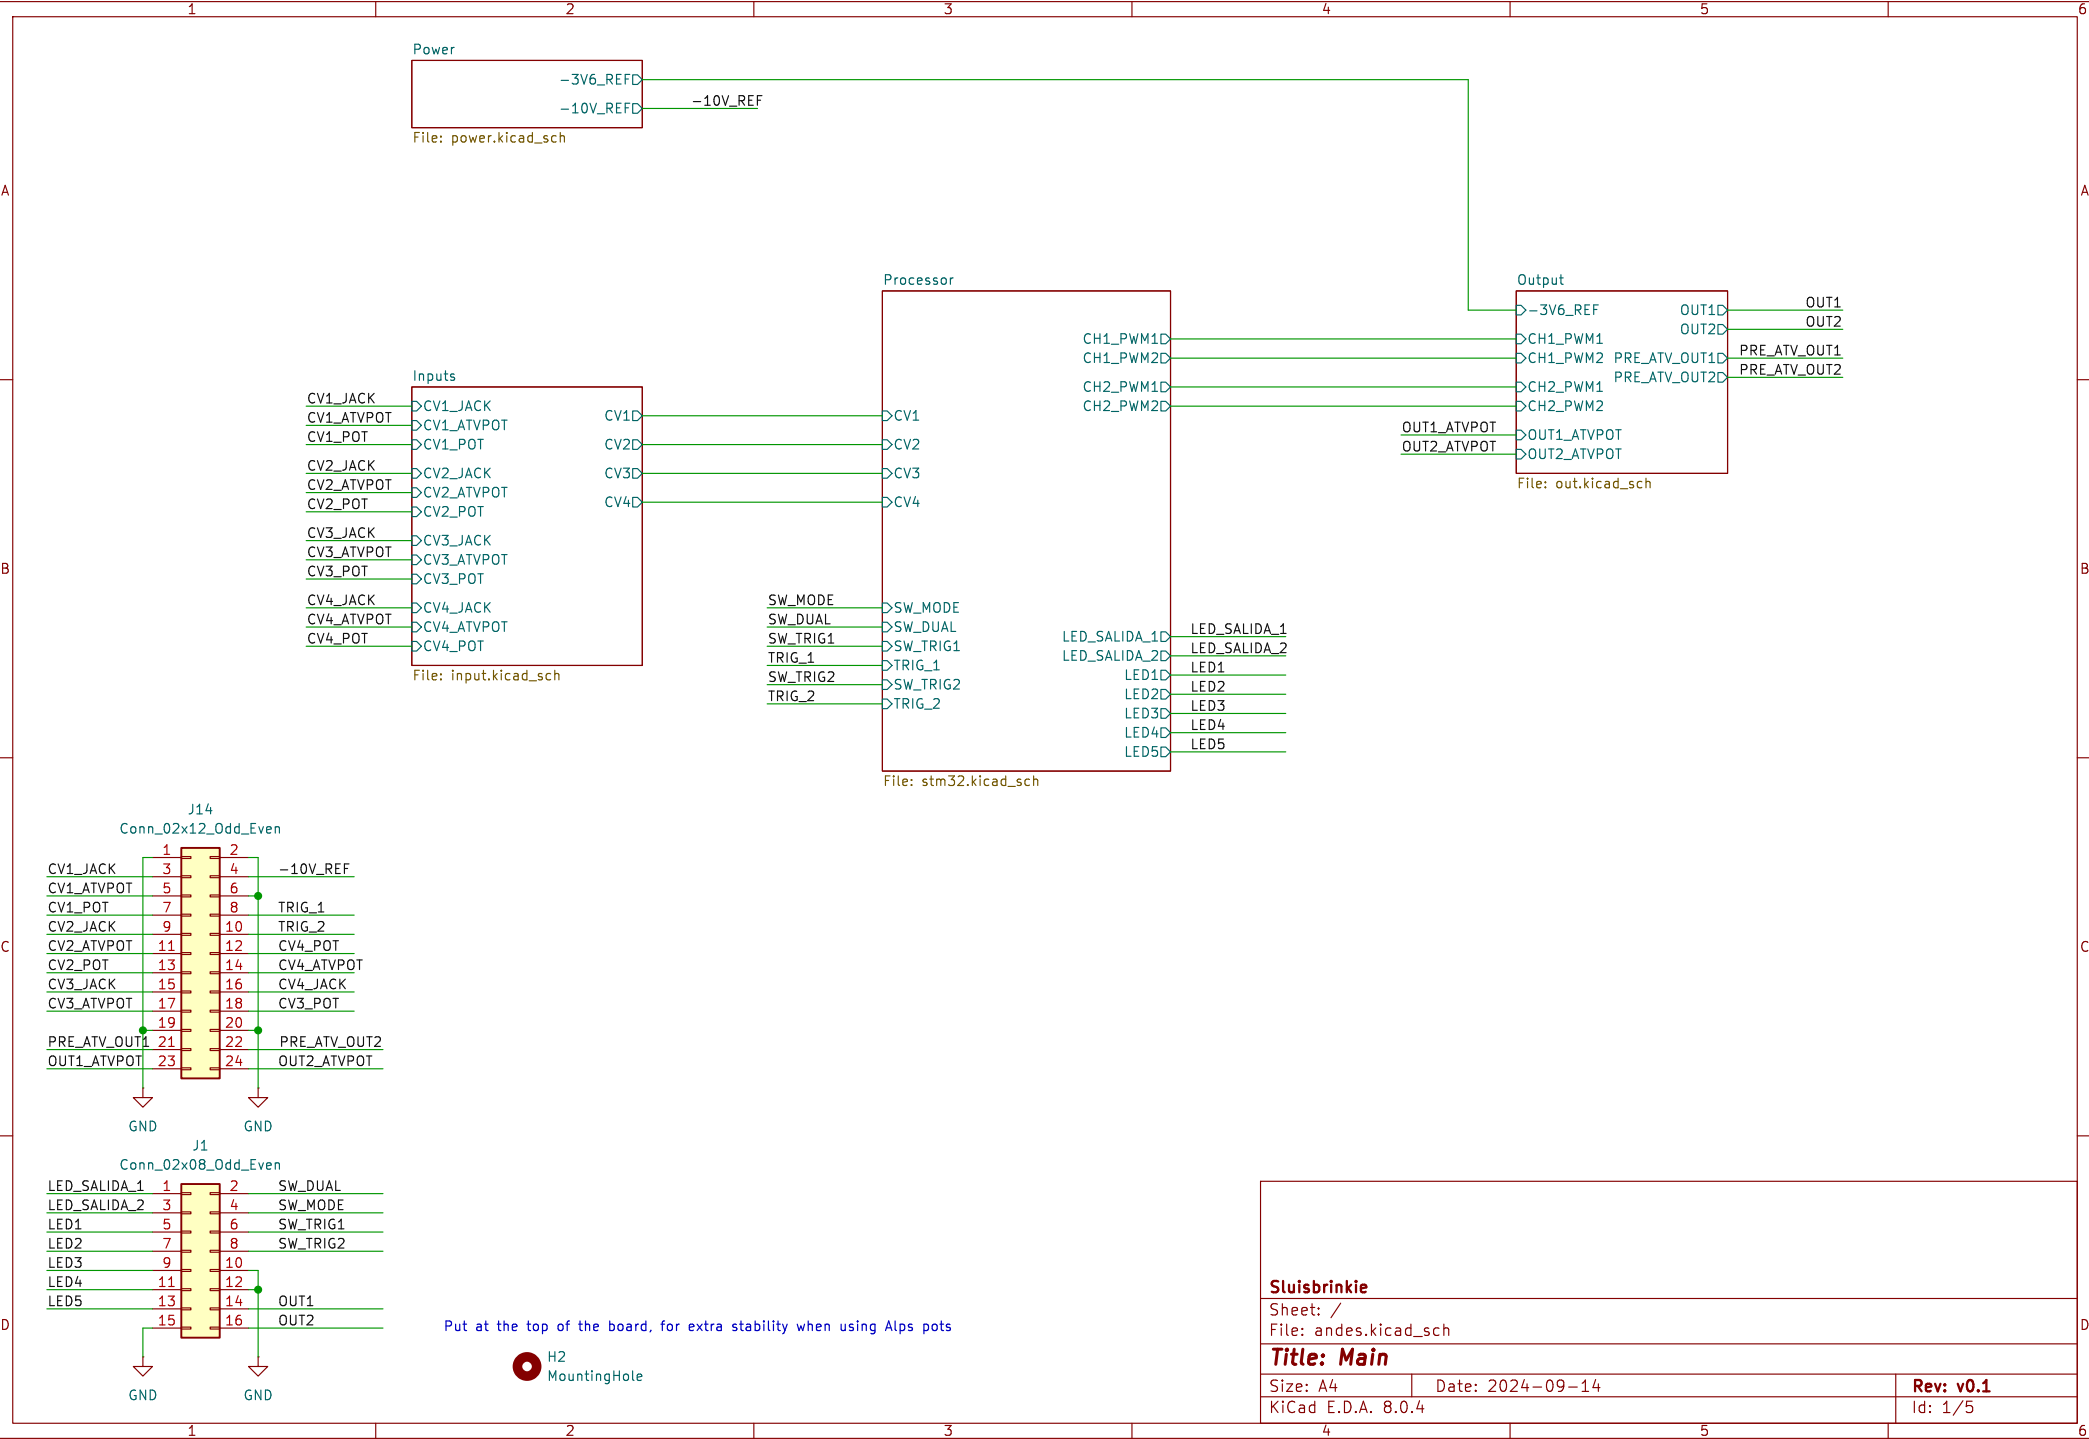 1 2 3 4 5 6
Power
-3V6_REF
-10V_REF -10V_REF
File: power.kicad_sch
A A
Processor
Output
-3V6_REF OUT1 OUT1
OUT2 OUT2
CH1_PWM1 CH1_PWM1
CH1_PWM2 CH1_PWM2 PRE_ATV_OUT1 PRE_ATV_OUT1
PRE_ATV_OUT2 PRE_ATV_OUT2
CH2_PWM1 CH2_PWM1
CH2_PWM2 CH2_PWM2
OUT1_ATVPOT OUT1_ATVPOT
OUT2_ATVPOT OUT2_ATVPOT
File: out.kicad_sch
Inputs
CV1_JACK CV1_JACK
CV1 CV1
CV1_ATVPOT CV1_ATVPOT
CV1_POT CV1_POT CV2 CV2
CV2_JACK CV2_JACK CV3 CV3
CV2_ATVPOT CV2_ATVPOT
CV4 CV4
CV2_POT CV2_POT
CV3_JACK CV3_JACK
CV3_ATVPOT CV3_ATVPOT
CV3_POT CV3_POT
CV4_JACK CV4_JACK
CV4_ATVPOT CV4_ATVPOT
CV4_POT CV4_POT
File: input.kicad_sch
B B
SW_MODE SW_MODE
SW_DUAL SW_DUAL
SW_TRIG1 SW_TRIG1
TRIG_1 TRIG_1
SW_TRIG2 SW_TRIG2
TRIG_2 TRIG_2
LED_SALIDA_1 LED_SALIDA_1
LED_SALIDA_2 LED_SALIDA_2
LED1 LED1
LED2 LED2
LED3 LED3
LED4 LED4
LED5 LED5
File: stm32.kicad_sch
J14
Conn_02x12_Odd_Even
1 2
CV1_JACK 3 4 -10V_REF
CV1_ATVPOT 5 6
CV1_POT 7 8 TRIG_1
CV2_JACK 9 10 TRIG_2
CV2_ATVPOT 11 12 CV4_POT
CV2_POT 13 14 CV4_ATVPOT
CV3_JACK 15 16 CV4_JACK
CV3_ATVPOT 17 18 CV3_POT
19 20
PRE_ATV_OUT1 21 22 PRE_ATV_OUT2
OUT1_ATVPOT 23 24 OUT2_ATVPOT
GND GND
C C
J1
Conn_02x08_Odd_Even
LED_SALIDA_1 1 2 SW_DUAL
LED_SALIDA_2 3 4 SW_MODE
LED1 5 6 SW_TRIG1
LED2 7 8 SW_TRIG2
LED3 9 10
LED4 11 12
LED5 13 14 OUT1
15 16 OUT2
GND GND
D D
Put at the top of the board, for extra stability when using Alps pots
H2
MountingHole
Sluisbrinkie
Sheet: /
File: andes.kicad_sch
Title: Main
Size: A4 Date: 2024-09-14 Rev: v0.1
KiCad E.D.A. 8.0.4 Id: 1/5
1 2 3 4 5 6